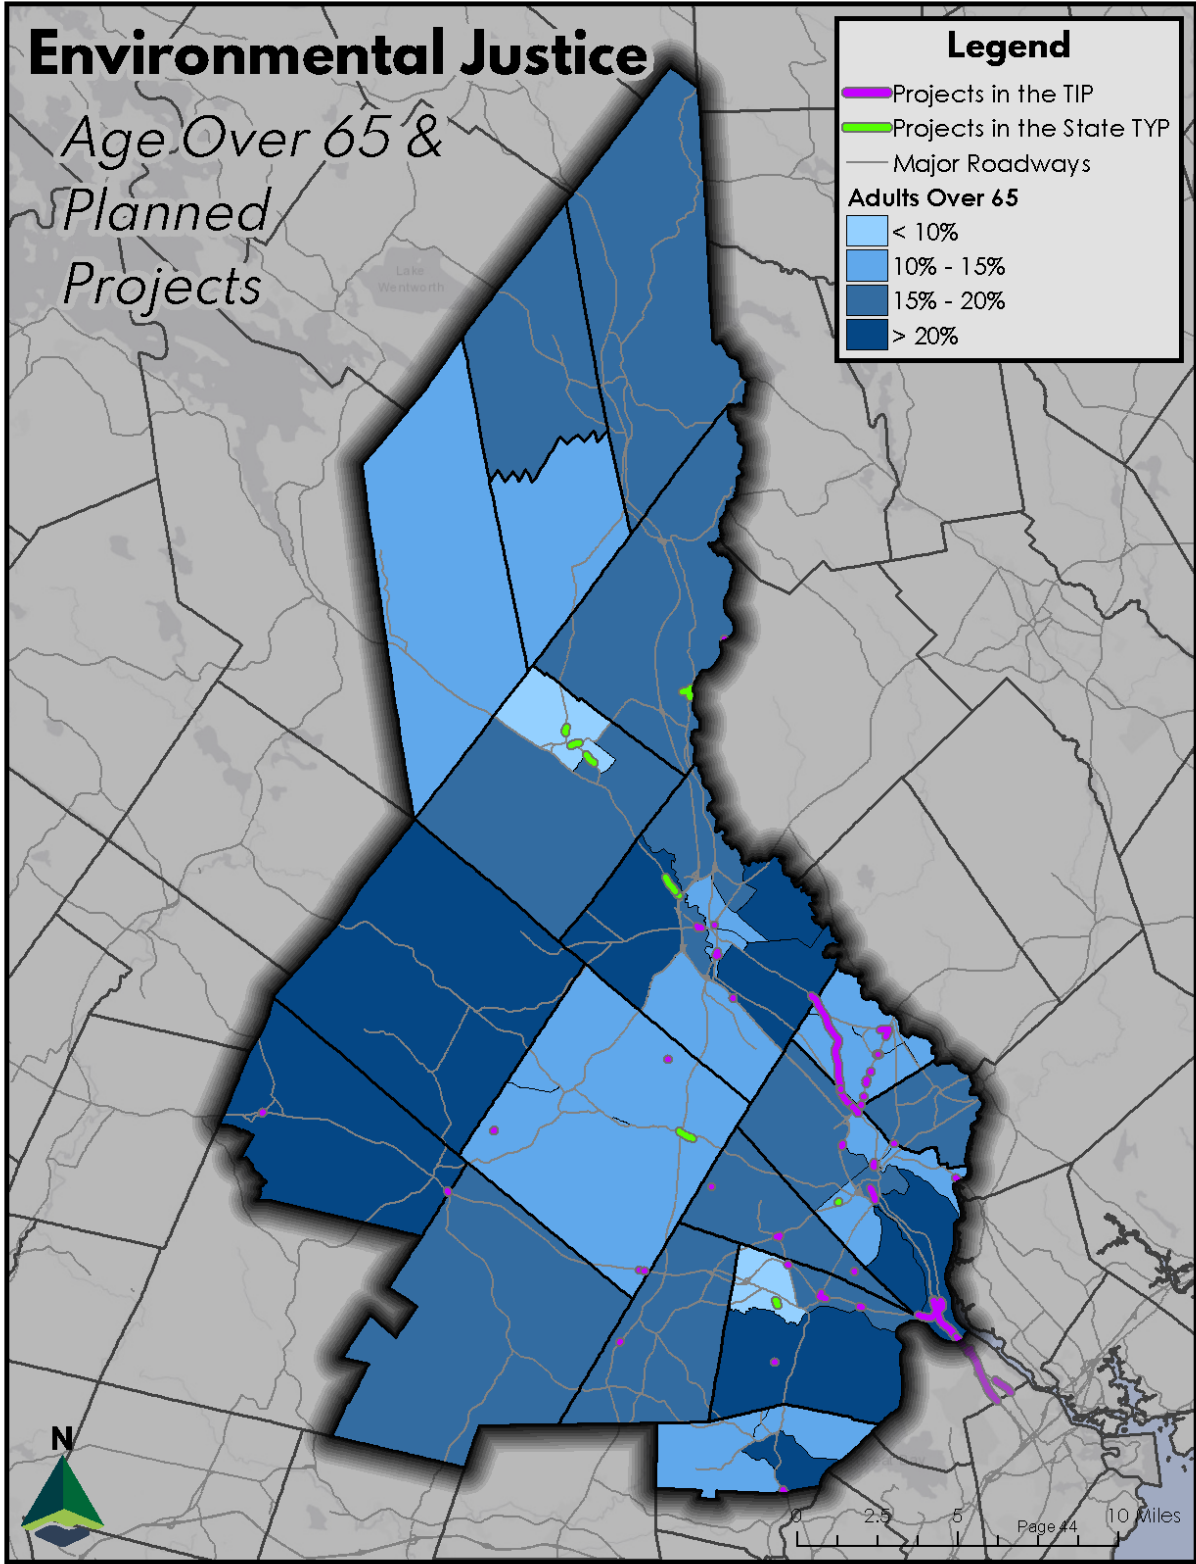 Environmental Justice
Age Over 65 &
Planned
Projects
Legend
Projects in the TIP
Projects in the State TYP
Major Roadways
Adults Over 65
< 10%
10% - 15%
15% - 20%
> 20%
Lake
Wentworth
N
0 2.5 5 10 Miles
Page 44